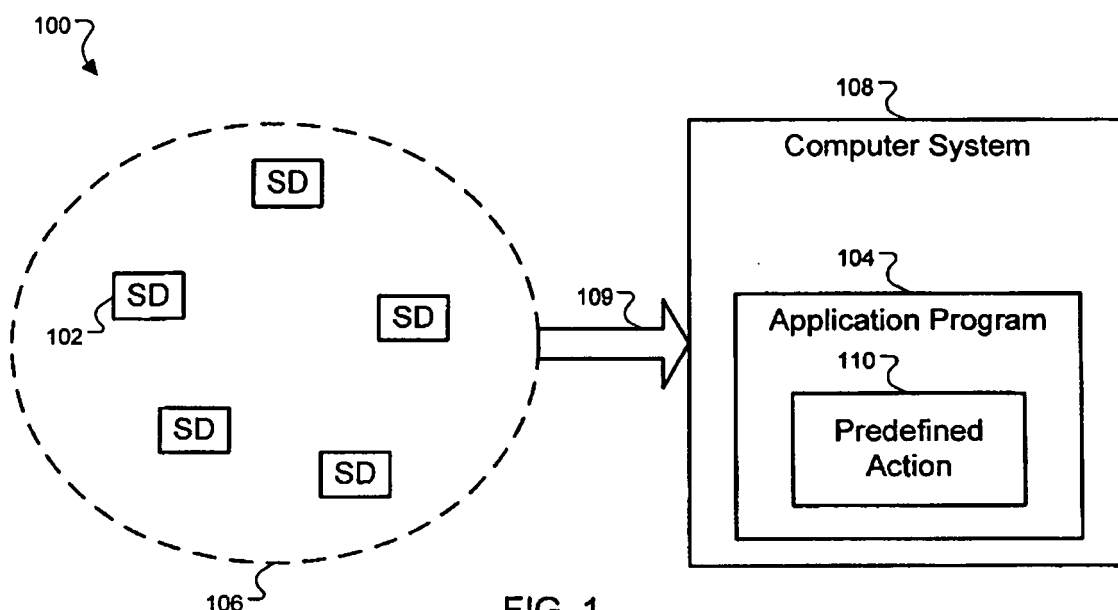 100
108
Computer System
SD
104
SD
109
SD
Application Program
102
110
SD
Predefined
Action
SD
106
FIG. 1